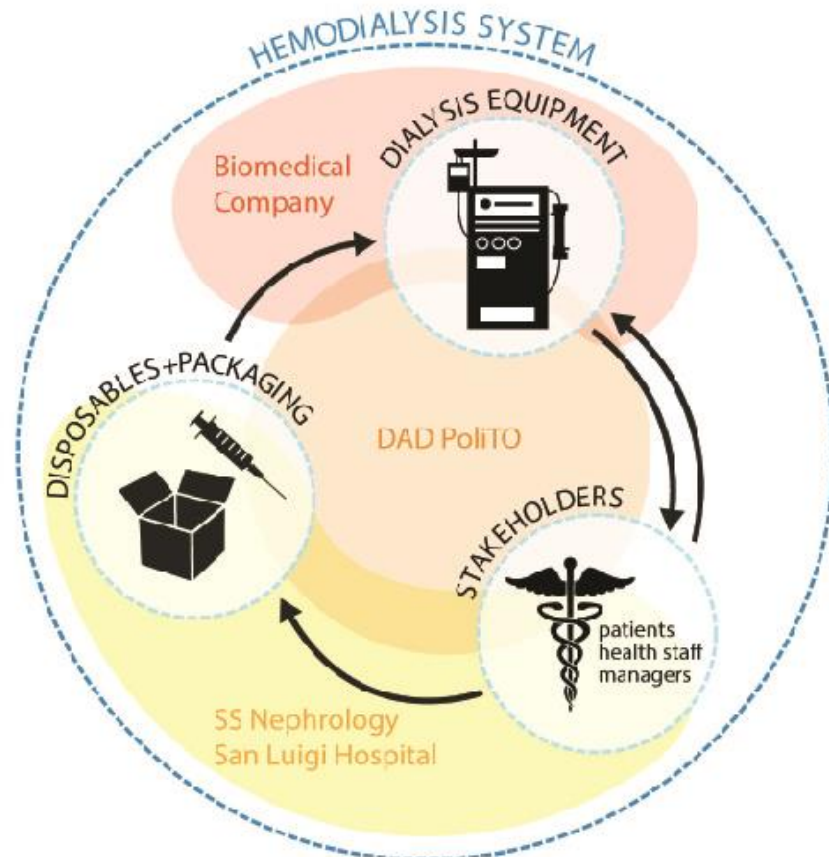 HEMODIALYSIS SYSTEM
DIALYSIS EQUIPMENT
Biomedical
Company
DISPOSABLES+PACKAGING
DAD PoliTO
STAKEHOLDERS
patients
health staff
managers
SS Nephrology
San Luigi Hospital